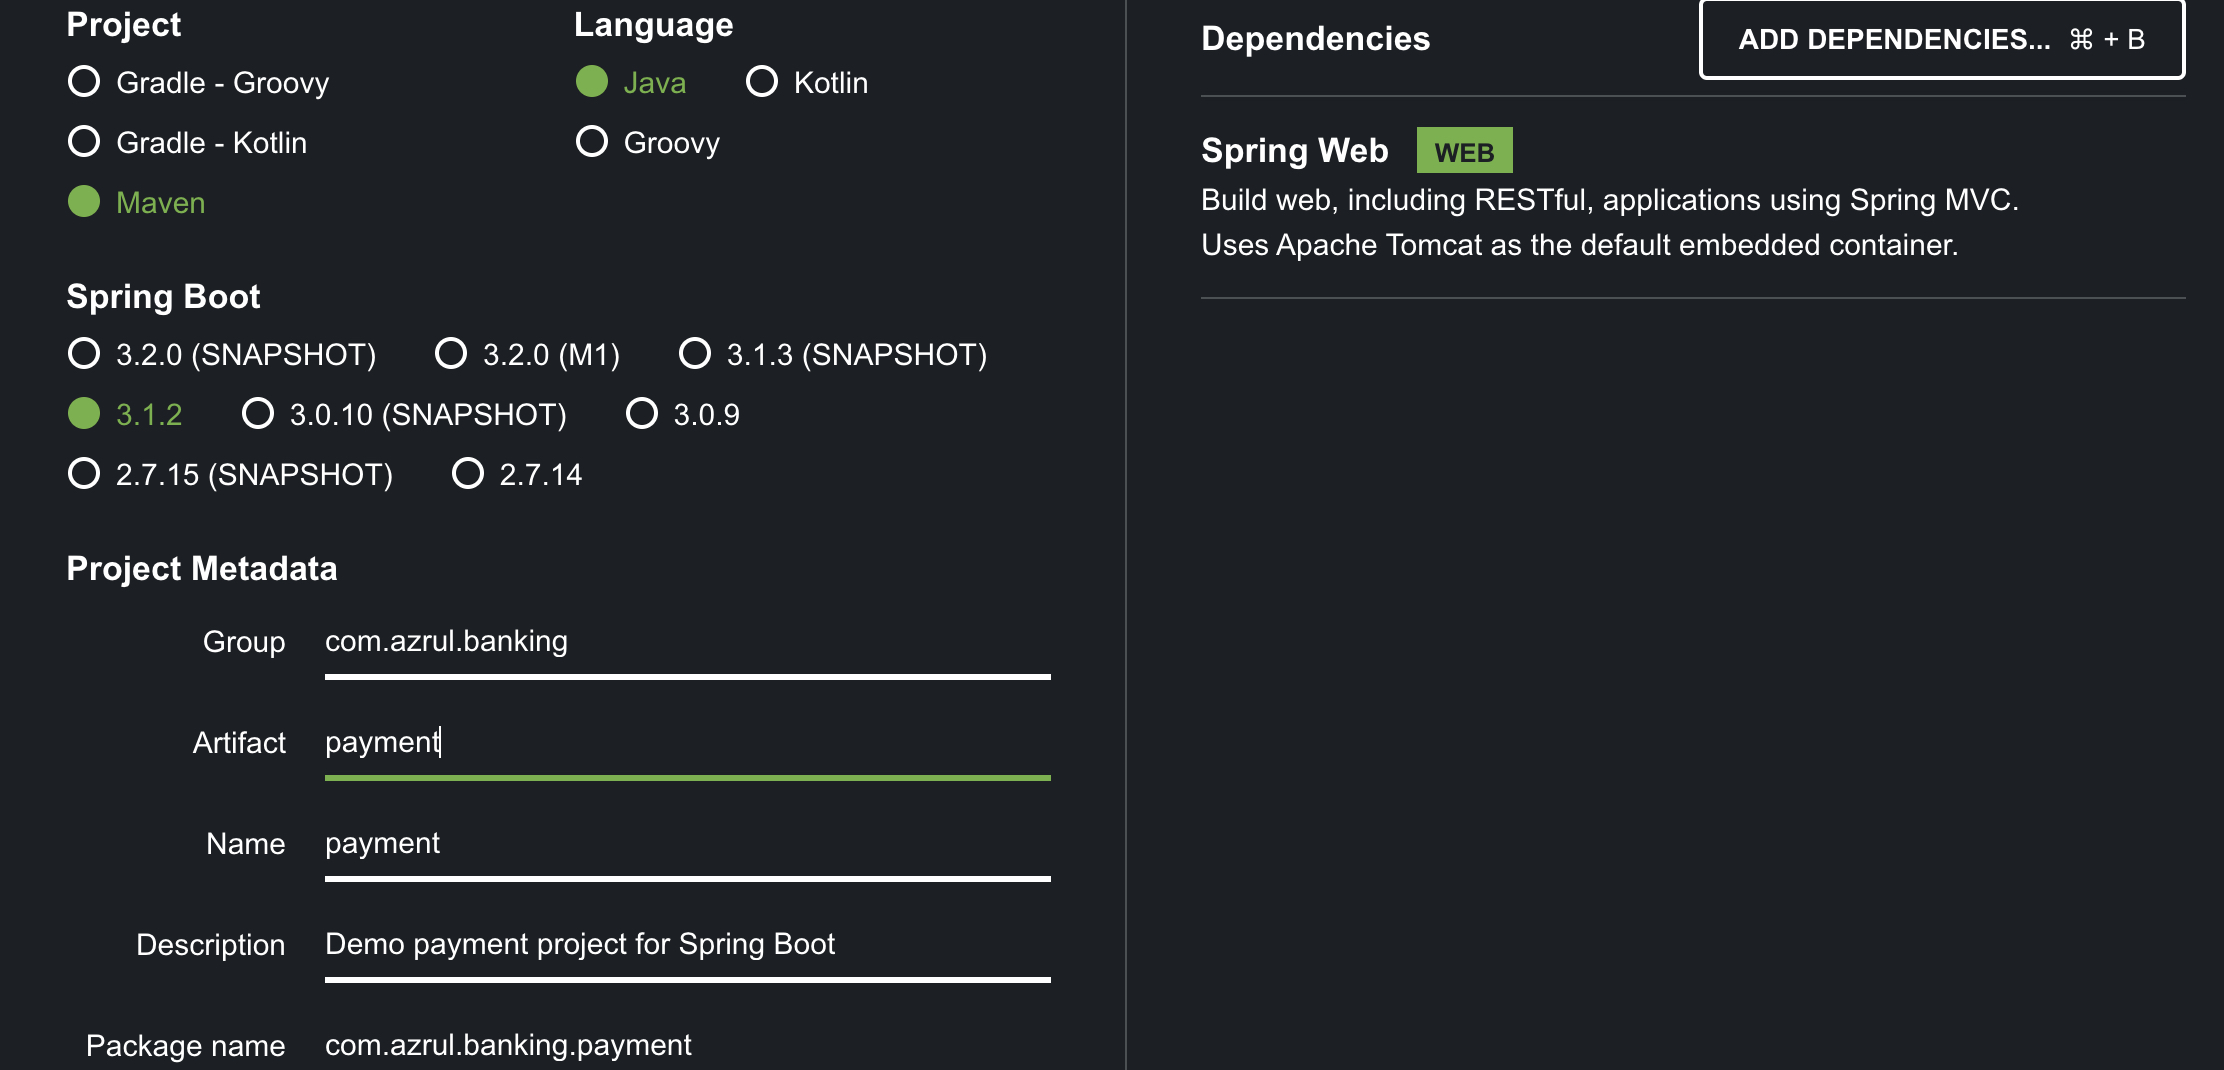 Project
Gradle - Groovy
Gradle - Kotlin
Maven
Language
Java Kotlin
Groovy
Spring Boot
3.2.0 (SNAPSHOT) 3.2.0 (M1) 3.1.3 (SNAPSHOT)
3.1.2 3.0.10 (SNAPSHOT) 3.0.9
2.7.15 (SNAPSHOT) 2.7.14
Project Metadata
Group com.azrul.banking
Artifact payment
Name payment
Description Demo payment project for Spring Boot
Package name com.azrul.banking.payment
Dependencies ADD DEPENDENCIES... ⌘ + B
Spring Web WEB
Build web, including RESTful, applications using Spring MVC.
Uses Apache Tomcat as the default embedded container.